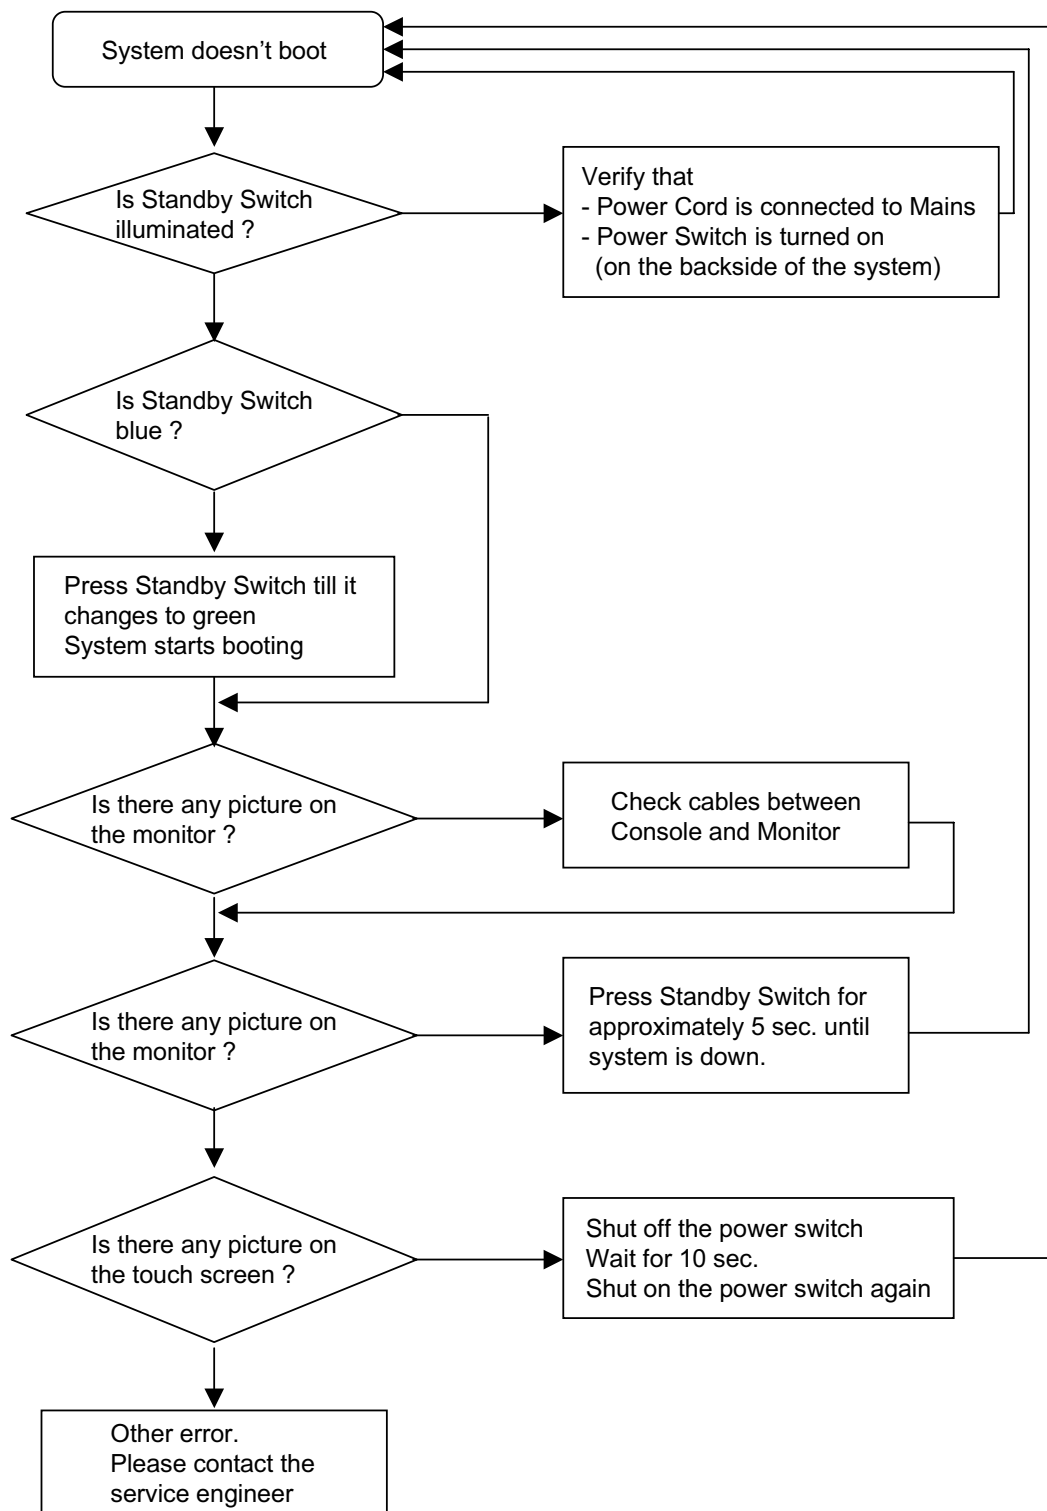 System doesn’t boot
Is Standby Switch
illuminated ?
Verify that
- Power Cord is connected to Mains
- Power Switch is turned on
(on the backside of the system)
Is Standby Switch
blue ?
Press Standby Switch till it
changes to green
System starts booting
Is there any picture on
the monitor ?
Check cables between
Console and Monitor
Is there any picture on
the monitor ?
Press Standby Switch for
approximately 5 sec. until
system is down.
Is there any picture on
the touch screen ?
Shut off the power switch
Wait for 10 sec.
Shut on the power switch again
Other error.
Please contact the
service engineer